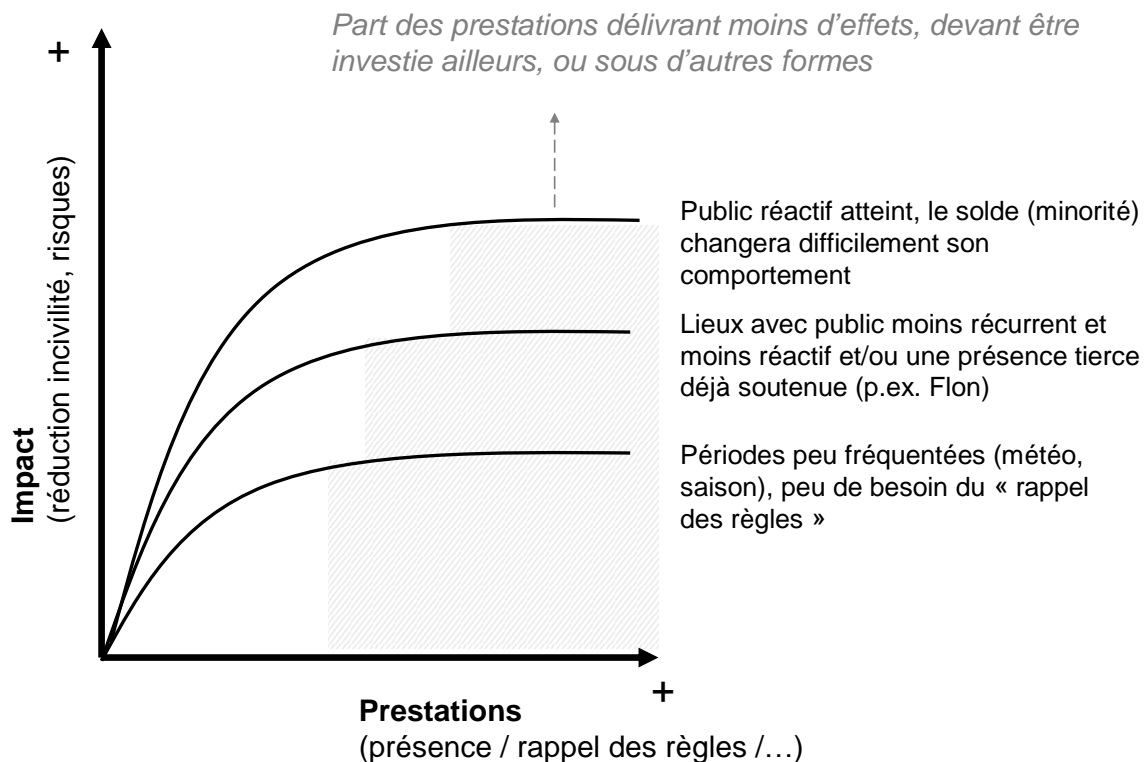 Part des prestations délivrant moins d’effets, devant être
investie ailleurs, ou sous d’autres formes
+
Impact
(réduction incivilité, risques)
Public réactif atteint, le solde (minorité)
changera difficilement son
comportement
Lieux avec public moins récurrent et
moins réactif et/ou une présence tierce
déjà soutenue (p.ex. Flon)
Périodes peu fréquentées (météo,
saison), peu de besoin du « rappel
des règles »
+
Prestations
(présence / rappel des règles /…)